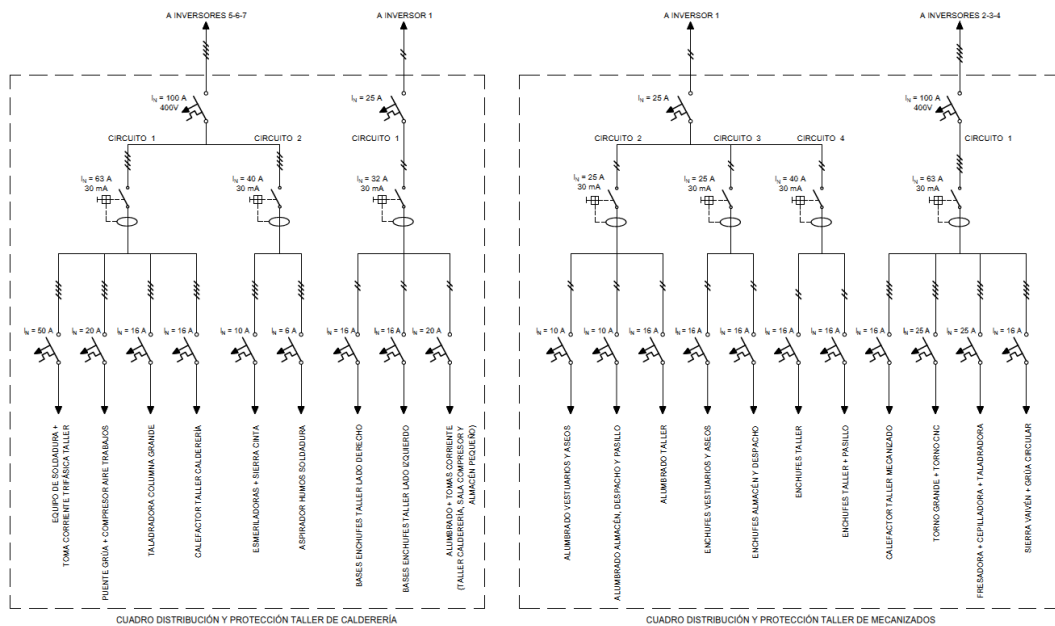 A INVERSORES 5-6-7
A INVERSOR 1
A INVERSOR 1
A INVERSORES 2-3-4
IN = 100 A
400V
IN = 25 A
IN = 25 A
IN = 100 A
400V
CIRCUITO 1
CIRCUITO 2
CIRCUITO 1
CIRCUITO 2
CIRCUITO 3
CIRCUITO 4
CIRCUITO 1
IN = 63 A
30 mA
IN = 40 A
30 mA
IN = 32 A
30 mA
IN = 25 A
30 mA
IN = 25 A
30 mA
IN = 40 A
30 mA
IN = 63 A
30 mA
IN = 50 A
IN = 20 A
IN = 16 A
IN = 16 A
IN = 10 A
IN = 6 A
IN = 16 A
IN = 16 A
IN = 20 A
IN = 10 A
IN = 10 A
IN = 16 A
IN = 16 A
IN = 16 A
IN = 16 A
IN = 16 A
IN = 16 A
IN = 25 A
IN = 25 A
IN = 16 A
EQUIPO DE SOLDADURA +
TOMA CORRIENTE TRIFÁSICA TALLER
PUENTE GRÚA + COMPRESOR AIRE TRABAJOS
TALADRADORA COLUMNA GRANDE
CALEFACTOR TALLER CALDERERÍA
ESMERILADORAS + SIERRA CINTA
ASPIRADOR HUMOS SOLDADURA
BASES ENCHUFES TALLER LADO DERECHO
BASES ENCHUFES TALLER LADO IZQUIERDO
ALUMBRADO + TOMAS CORRIENTE
(TALLER CALDERERÍA, SALA COMPRESOR Y
ALMACÉN PEQUEÑO)
ALUMBRADO VESTUARIOS Y ASEOS
ALUMBRADO ALMACÉN, DESPACHO Y PASILLO
ALUMBRADO TALLER
ENCHUFES VESTUARIOS Y ASEOS
ENCHUFES ALMACÉN Y DESPACHO
ENCHUFES TALLER
ENCHUFES TALLER + PASILLO
CALEFACTOR TALLER MECANIZADO
TORNO GRANDE + TORNO CNC
FRESADORA + CEPILLADORA + TALADRADORA
SIERRA VAIVÉN + GRÚA CIRCULAR
CUADRO DISTRIBUCIÓN Y PROTECCIÓN TALLER DE CALDERERÍA
CUADRO DISTRIBUCIÓN Y PROTECCIÓN TALLER DE MECANIZADOS